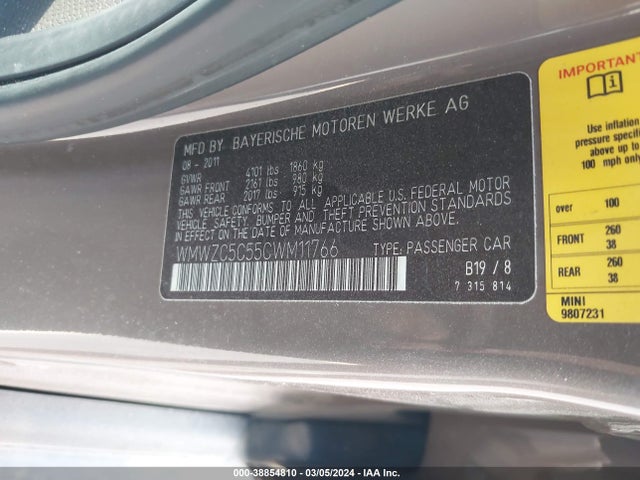 MFD BY BAYERISCHE MOTOREN WERKE AG
08 - 2011
GVWR 4101 lbs 1860 kg
GAWR FRONT 2161 lbs 980 kg
GAWR REAR 2017 lbs 915 kg
THIS VEHICLE CONFORMS TO ALL APPLICABLE U.S. FEDERAL MOTOR
VEHICLE SAFETY, BUMPER AND THEFT PREVENTION STANDARDS
IN EFFECT ON THE DATE OF MANUFACTURE SHOWN ABOVE.
WMWZC5C55CWM11766 TYPE: PASSENGER CAR
B19 / 8
7 315 814
IMPORTANT
Use inflation
pressure specif
for more than
100 mph only
over 100
FRONT 260
38
REAR 260
38
MINI
9807231
000-38854810 - 03/05/2024 - IAA Inc.